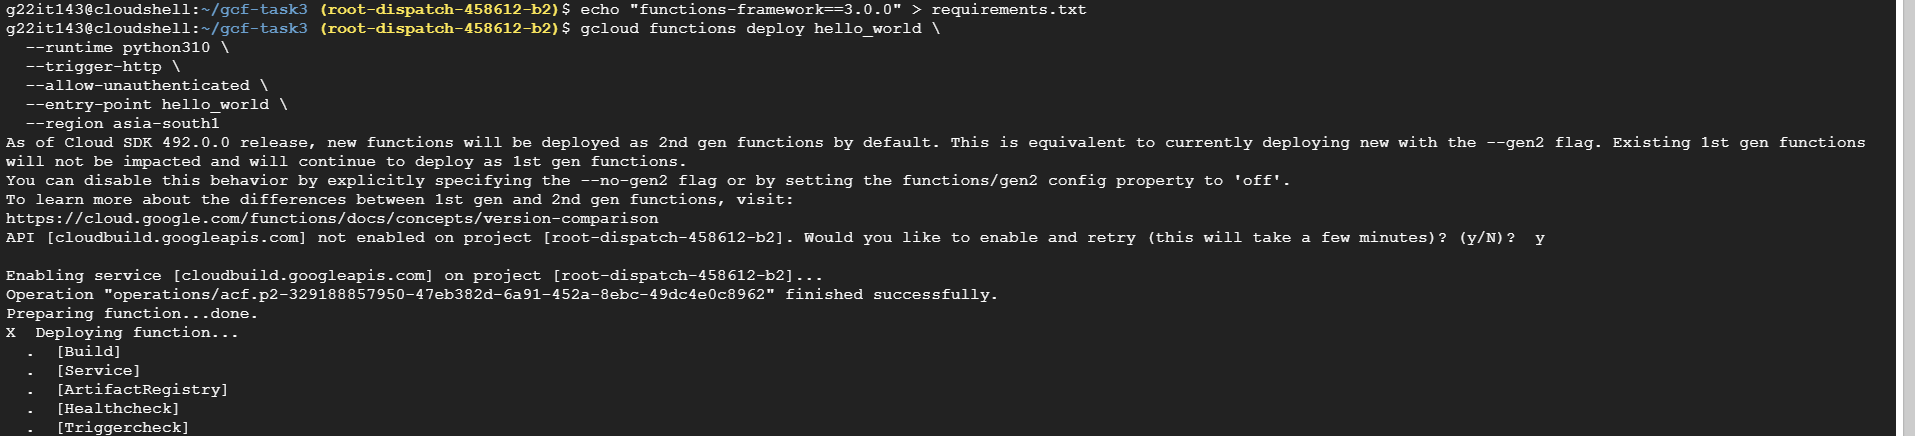 g22it143@cloudshell:~/gcf-task3 (root-dispatch-458612-b2)$ echo "functions-framework==3.0.0" > requirements.txt
g22it143@cloudshell:~/gcf-task3 (root-dispatch-458612-b2)$ gcloud functions deploy hello_world \
  --runtime python310 \
  --trigger-http \
  --allow-unauthenticated \
  --entry-point hello_world \
  --region asia-south1
As of Cloud SDK 492.0.0 release, new functions will be deployed as 2nd gen functions by default. This is equivalent to currently deploying new with the --gen2 flag. Existing 1st gen functions
will not be impacted and will continue to deploy as 1st gen functions.
You can disable this behavior by explicitly specifying the --no-gen2 flag or by setting the functions/gen2 config property to 'off'.
To learn more about the differences between 1st gen and 2nd gen functions, visit:
https://cloud.google.com/functions/docs/concepts/version-comparison
API [cloudbuild.googleapis.com] not enabled on project [root-dispatch-458612-b2]. Would you like to enable and retry (this will take a few minutes)? (y/N)?  y

Enabling service [cloudbuild.googleapis.com] on project [root-dispatch-458612-b2]...
Operation "operations/acf.p2-329188857950-47eb382d-6a91-452a-8ebc-49dc4e0c8962" finished successfully.
Preparing function...done.
X  Deploying function...
  .  [Build]
  .  [Service]
  .  [ArtifactRegistry]
  .  [Healthcheck]
  .  [Triggercheck]